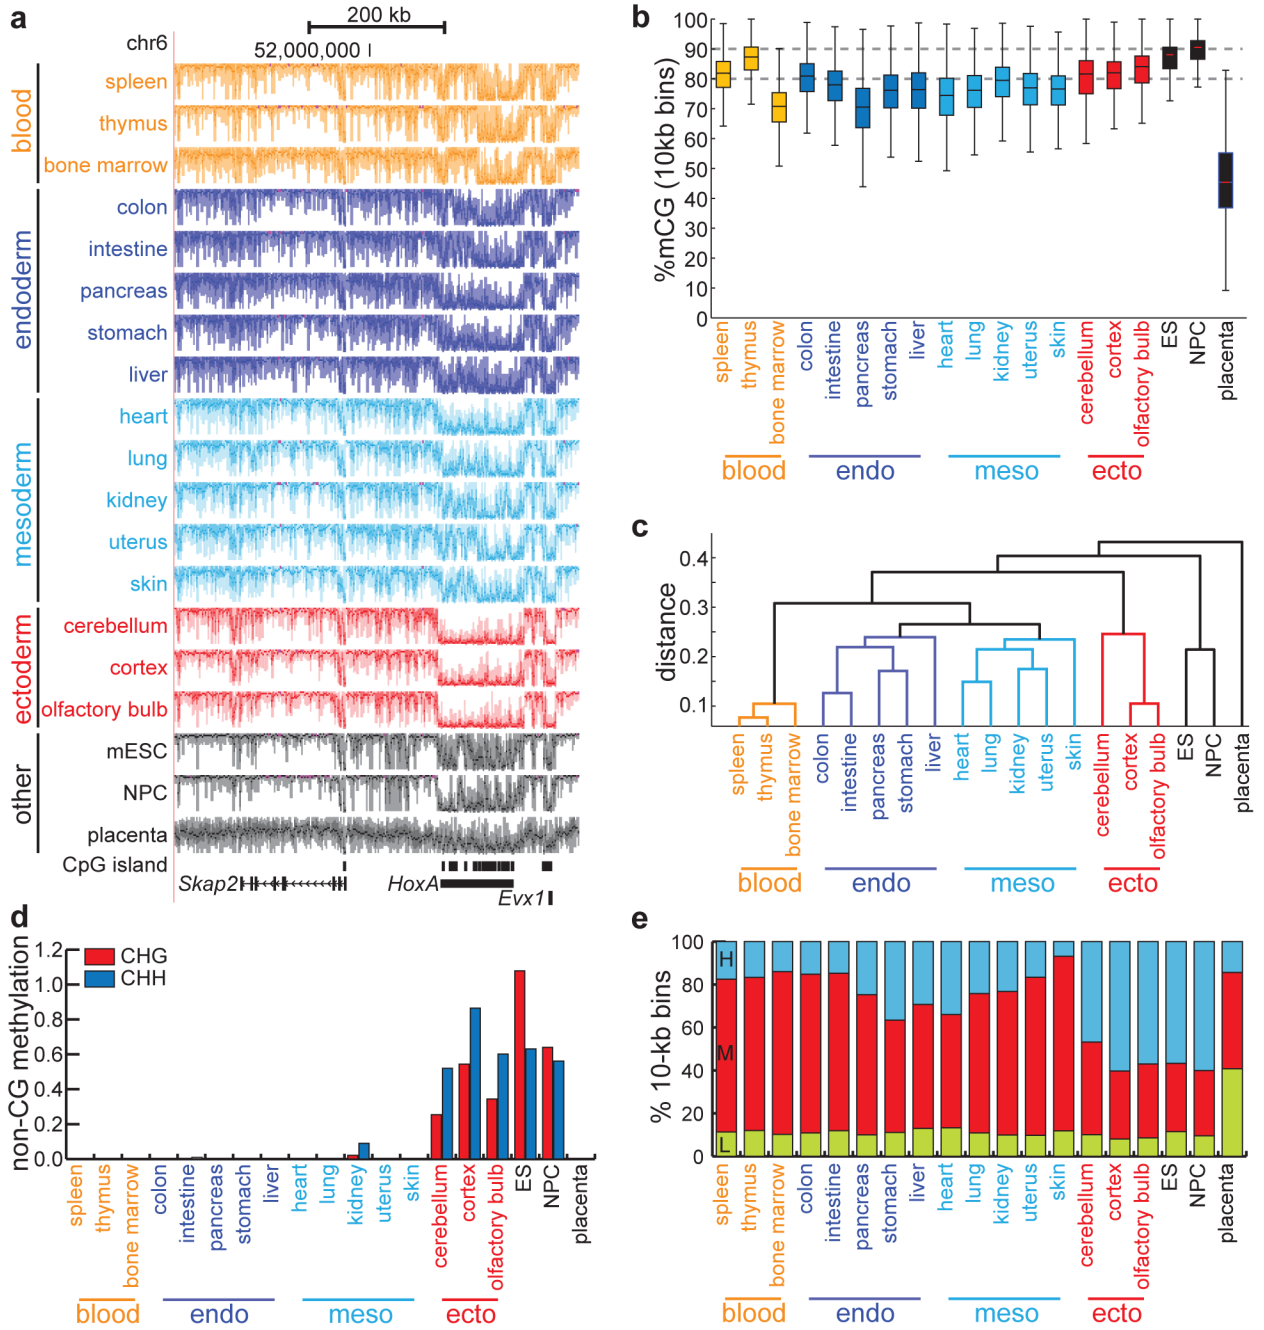 a
200 kb
chr6
52,000,000
blood
spleen
thymus
bone marrow
endoderm
colon
intestine
pancreas
stomach
liver
mesoderm
heart
lung
kidney
uterus
skin
ectoderm
cerebellum
cortex
olfactory bulb
other
mESC
NPC
placenta
CpG island
Skap2
HoxA
Evx1
b
%mCG (10kb bins)
100
90
80
70
60
50
40
30
20
10
0
spleen
thymus
bone marrow
colon
intestine
pancreas
stomach
liver
heart
lung
kidney
uterus
skin
cerebellum
cortex
olfactory bulb
ES
NPC
placenta
blood endo meso ecto
c
distance
0.4
0.3
0.2
0.1
spleen
thymus
bone marrow
colon
intestine
pancreas
stomach
liver
heart
lung
kidney
uterus
skin
cerebellum
cortex
olfactory bulb
ES
NPC
placenta
blood endo meso ecto
d
non-CG methylation
1.2
1.0
0.8
0.6
0.4
0.2
0.0
CHG
CHH
spleen
thymus
bone marrow
colon
intestine
pancreas
stomach
liver
heart
lung
kidney
uterus
skin
cerebellum
cortex
olfactory bulb
ES
NPC
placenta
blood endo meso ecto
e
% 10-kb bins
100
80
60
40
20
0
H
M
L
spleen
thymus
bone marrow
colon
intestine
pancreas
stomach
liver
heart
lung
kidney
uterus
skin
cerebellum
cortex
olfactory bulb
ES
NPC
placenta
blood endo meso ecto